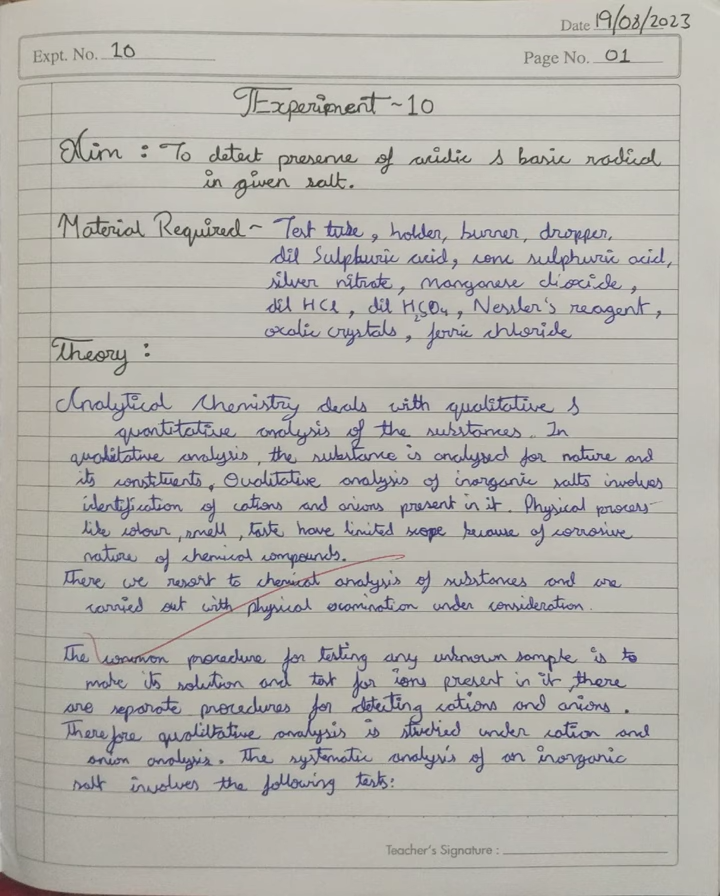 Date 19/08/2023
Expt. No. 10
Page No. 01
Experiment ~ 10
Aim : To detect presence of acidic & basic radical
in given salt.
Material Required ~ Test tube, holder, burner, dropper,
dil Sulphuric acid, conc sulphuric acid,
silver nitrate, manganese dioxide,
dil HCl, dil H2SO4, Nessler's reagent,
oxalic crystals, ferric chloride
Theory :
Analytical Chemistry deals with qualitative &
quantitative analysis of the substances. In
qualitative analysis, the substance is analysed for nature and
its constituents. Qualitative analysis of inorganic salts involves
identification of cations and anions present in it. Physical process
like colour, smell, taste have limited scope because of corrosive
nature of chemical compounds.
There we resort to chemical analysis of substances and are
carried out with physical examination under consideration.
The common procedure for testing any unknown sample is to
make its solution and test for ions present in it, there
are separate procedures for detecting cations and anions.
Therefore qualitative analysis is studied under cation and
anion analysis. The systematic analysis of an inorganic
salt involves the following tests:
Teacher's Signature :